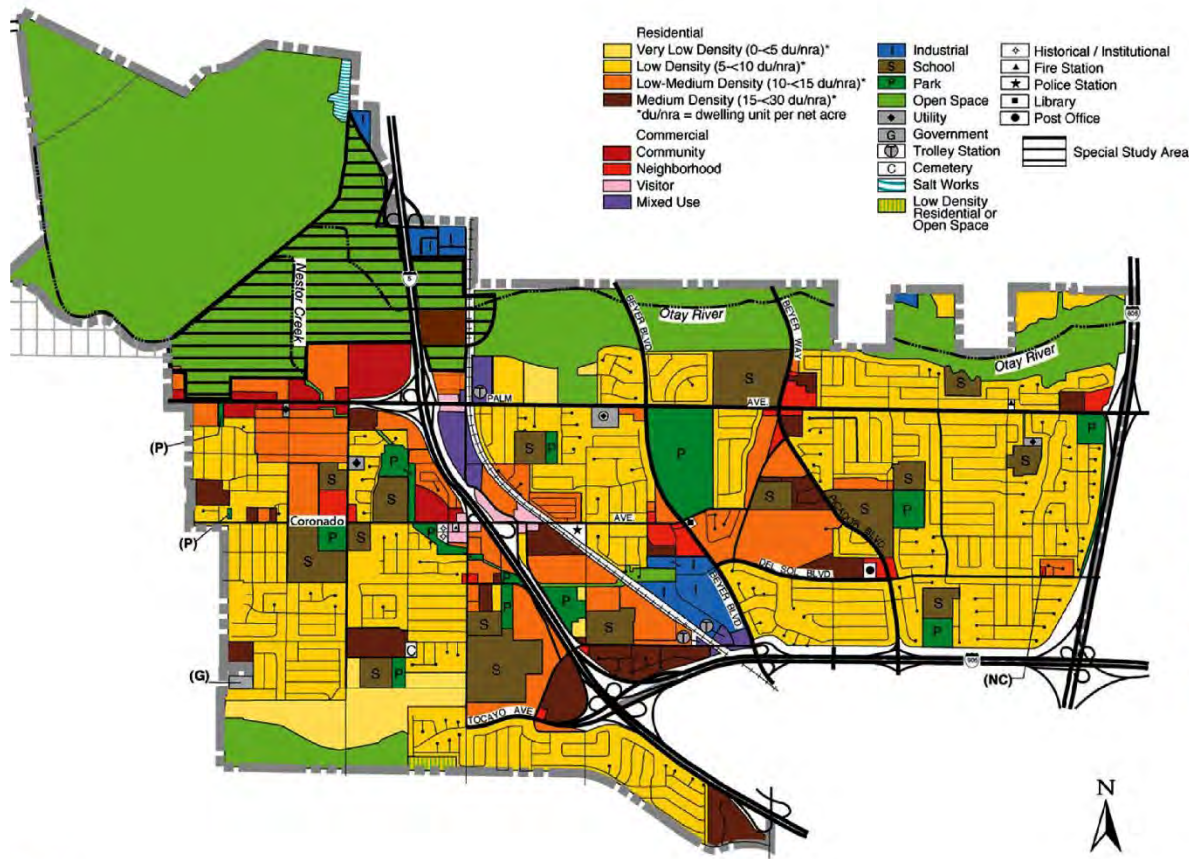 Residential
Very Low Density (0-<5 du/nra)*
Low Density (5-<10 du/nra)*
Low-Medium Density (10-<15 du/nra)*
Medium Density (15-<30 du/nra)*
*du/nra = dwelling unit per net acre
Commercial
Community
Neighborhood
Visitor
Mixed Use
I Industrial
S School
P Park
Open Space
Utility
G Government
T Trolley Station
C Cemetery
Salt Works
Low Density
Residential or
Open Space
Historical / Institutional
Fire Station
Police Station
Library
Post Office
Special Study Area
I
I
I
I
5
Nestor Creek
BEYER BLVD
Otay River
BEYER WAY
Otay River
905
S
S
T
PALM
AVE.
(P)
S
P
P
P
S
S
P
S
S
S
S
P
Coronado
AVE.
PICADOR BLVD
(P)
P
S
S
P
I
I
I
DEL SOL BLVD
BEYER BLVD
P
P
S
S
S
P
T
T
C
S
P
S
(G)
905
(NC)
TOCAYO AVE
N